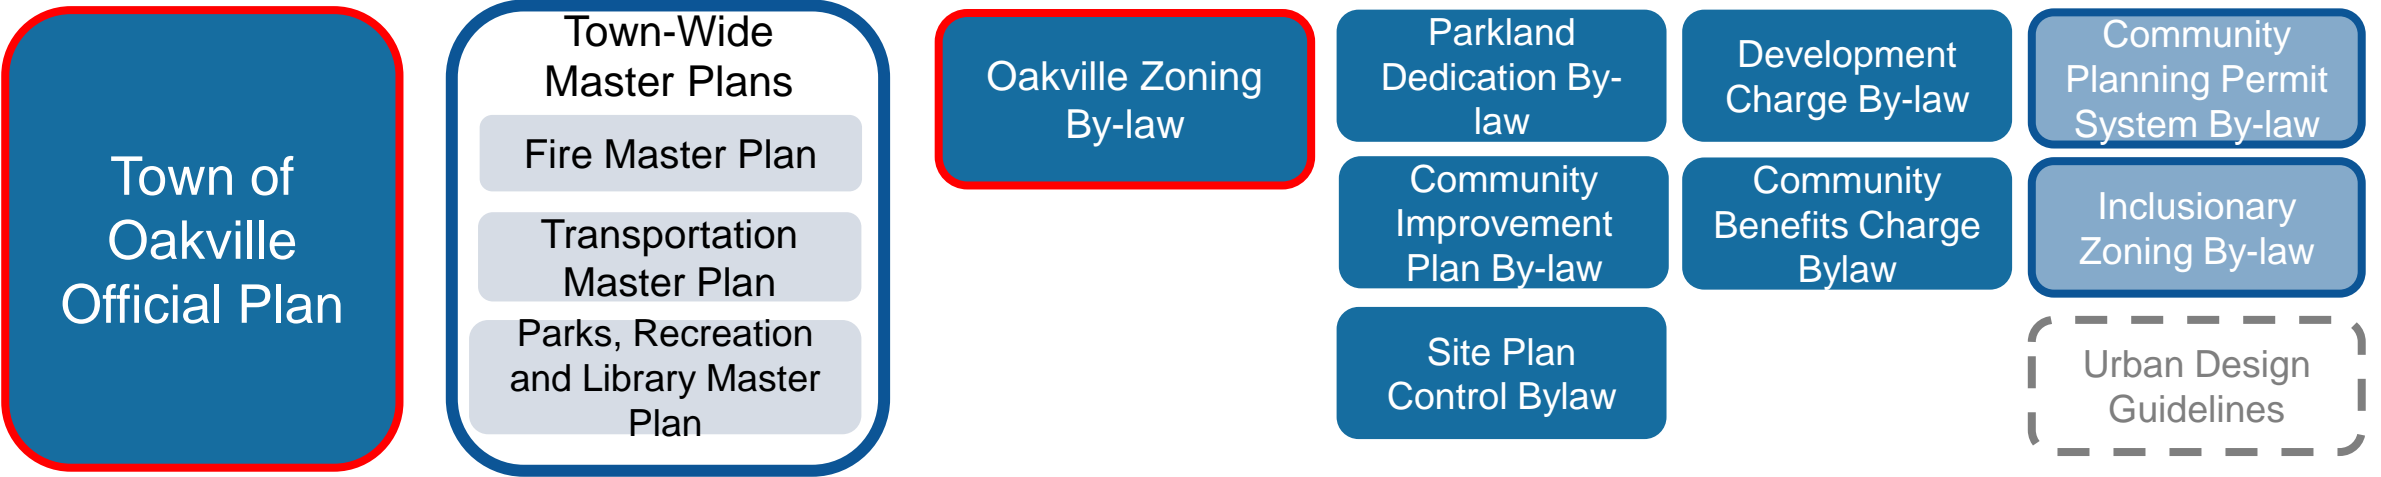 Town of
Oakville
Official Plan
Town-Wide
Master Plans
Fire Master Plan
Transportation
Master Plan
Parks, Recreation
and Library Master
Plan
Oakville Zoning
By-law
Parkland
Dedication By-
law
Community
Improvement
Plan By-law
Site Plan
Control Bylaw
Development
Charge By-law
Community
Benefits Charge
Bylaw
Community
Planning Permit
System By-law
Inclusionary
Zoning By-law
Urban Design
Guidelines